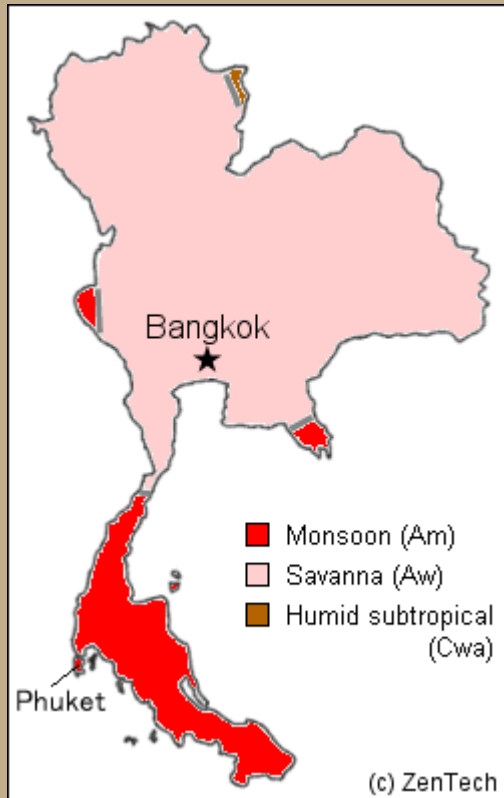 Bangkok
Monsoon (Am)
Savanna (Aw)
Humid subtropical
(Cwa)
Phuket
(c) ZenTech